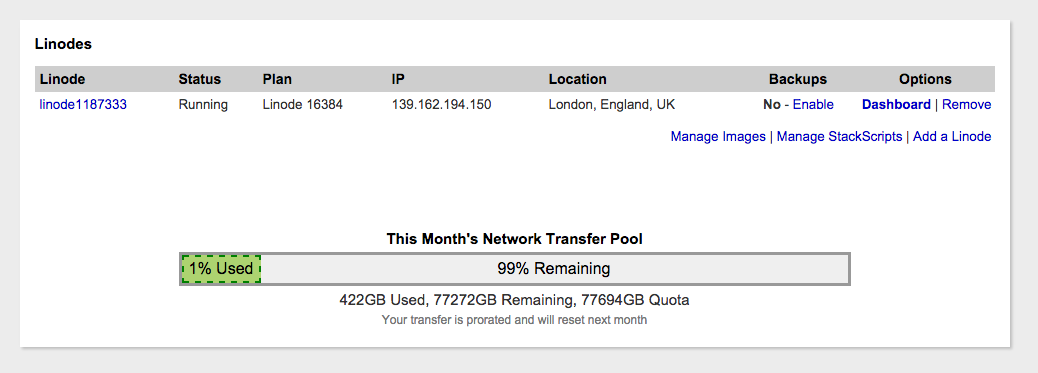 Linodes
Linode Status Plan IP Location Backups Options
linode1187333 Running Linode 16384 139.162.194.150 London, England, UK No - Enable Dashboard | Remove
Manage Images | Manage StackScripts | Add a Linode
This Month's Network Transfer Pool
1% Used 99% Remaining
422GB Used, 77272GB Remaining, 77694GB Quota
Your transfer is prorated and will reset next month